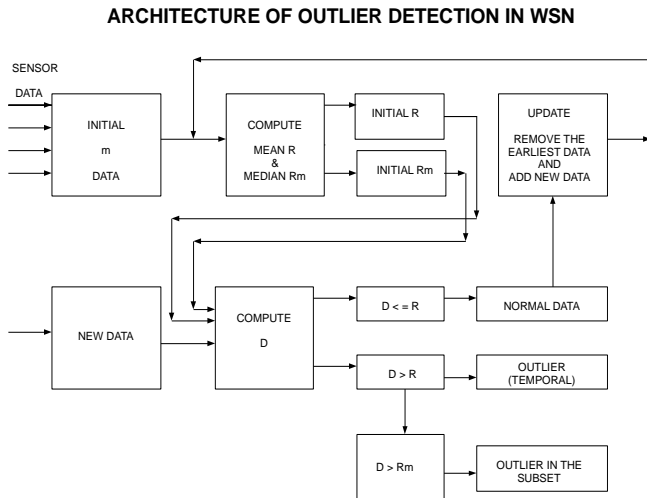 ARCHITECTURE OF OUTLIER DETECTION IN WSN
SENSOR
DATA
INITIAL
m
DATA
COMPUTE
MEAN R
&
MEDIAN Rm
INITIAL R
INITIAL Rm
UPDATE
REMOVE THE
EARLIEST DATA
AND
ADD NEW DATA
NEW DATA
COMPUTE
D
D < = R
NORMAL DATA
D > R
OUTLIER
(TEMPORAL)
D > Rm
OUTLIER IN THE
SUBSET